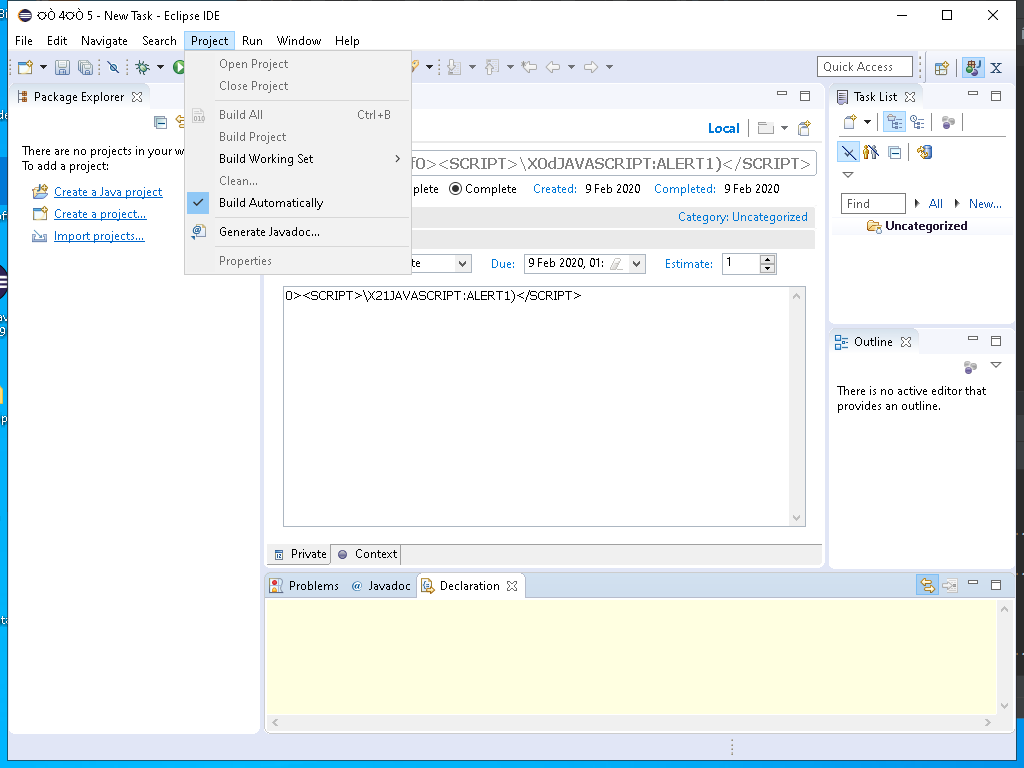 ѸÒ 4ѸÒ 5 - New Task - Eclipse IDE
File Edit Navigate Search Project Run Window Help
Quick Access
Open Project
Close Project
Build All Ctrl+B
Build Project
Build Working Set
Clean...
Build Automatically
Generate Javadoc...
Properties
Package Explorer
There are no projects in your w
To add a project:
Create a Java project
Create a project...
Import projects...
Local
fO><SCRIPT>\X0dJAVASCRIPT:ALERT1)</SCRIPT>
plete Complete Created: 9 Feb 2020 Completed: 9 Feb 2020
Category: Uncategorized
te Due: 9 Feb 2020, 01: Estimate: 1
0><SCRIPT>\X21JAVASCRIPT:ALERT1)</SCRIPT>
Private Context
Problems Javadoc Declaration
Task List
Find All New...
Uncategorized
Outline
There is no active editor that
provides an outline.